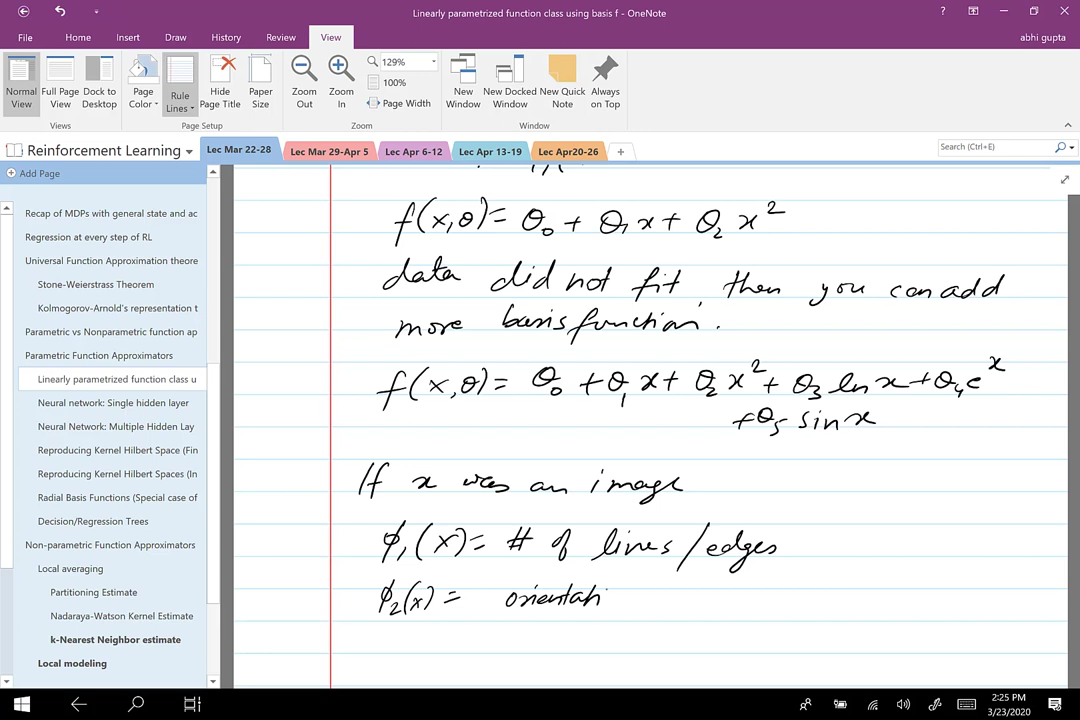 Linearly parametrized function class using basis f - OneNote
abhi gupta
File Home Insert Draw History Review View
Normal View
Full Page View
Dock to Desktop
Page Color
Rule Lines
Hide Page Title
Paper Size
Zoom Out
Zoom In
129%
100%
Page Width
New Window
New Docked Window
New Quick Note
Always on Top
Views
Page Setup
Zoom
Window
Reinforcement Learning
Lec Mar 22-28
Lec Mar 29-Apr 5
Lec Apr 6-12
Lec Apr 13-19
Lec Apr20-26
Search (Ctrl+E)
Add Page
Recap of MDPs with general state and ac
Regression at every step of RL
Universal Function Approximation theore
Stone-Weierstrass Theorem
Kolmogorov-Arnold's representation t
Parametric vs Nonparametric function ap
Parametric Function Approximators
Linearly parametrized function class u
Neural network: Single hidden layer
Neural Network: Multiple Hidden Lay
Reproducing Kernel Hilbert Space (Fin
Reproducing Kernel Hilbert Spaces (In
Radial Basis Functions (Special case of
Decision/Regression Trees
Non-parametric Function Approximators
Local averaging
Partitioning Estimate
Nadaraya-Watson Kernel Estimate
k-Nearest Neighbor estimate
Local modeling
f(x,θ)= θ₀ + θ₁x + θ₂ x²
data did not fit, then you can add
more basis function.
f(x,θ)= θ₀ + θ₁ x + θ₂ x² + θ₃ ln x + θ₄ eˣ
+ θ₅ sin x
If x was an image
ϕ₁(x)= # of lines/edges
ϕ₂(x)= orientati
2:25 PM
3/23/2020